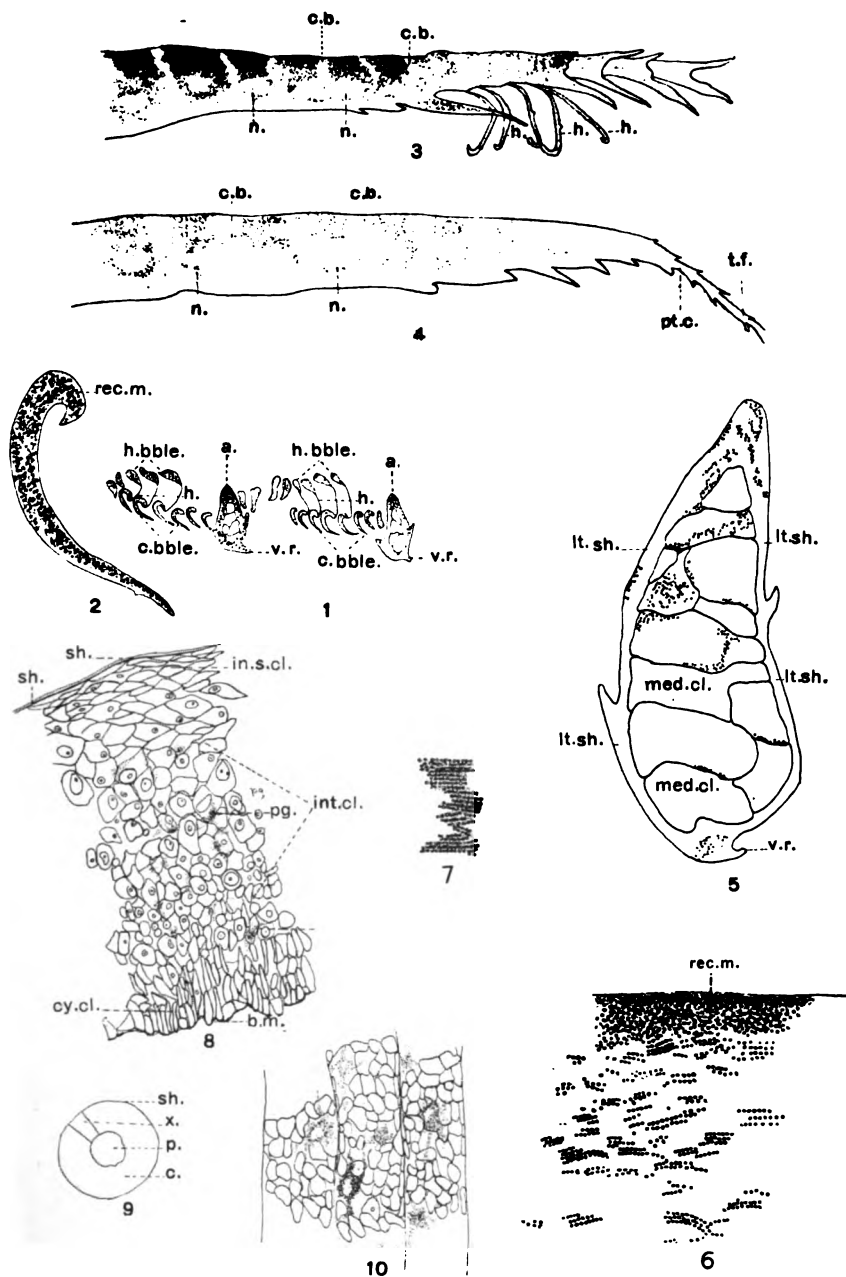 c.b.
c.b.
n.
n.
h.
h.
h.
3
c.b.
c.b.
n.
n.
t.f.
pt.c.
4
rec.m.
2
h.bble.
a.
h.bble.
a.
h.
h.
c.bble.
v.r.
c.bble.
v.r.
1
lt.sh.
lt.sh.
lt.sh.
med.cl.
lt.sh.
med.cl.
v.r.
5
sh.
sh.
in.s.cl.
int.cl.
pg.
cy.cl.
b.m.
8
7
rec.m.
6
sh.
x.
p.
c.
9
10